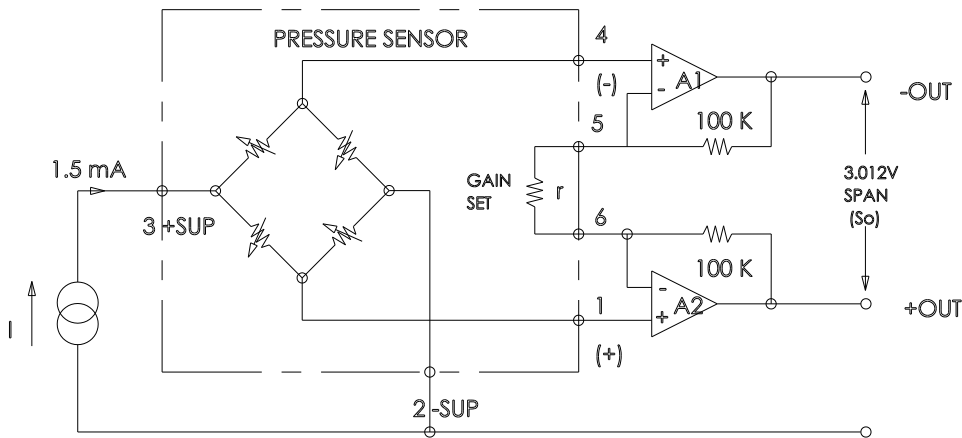 PRESSURE SENSOR
4
+
A1
-
(-)
-OUT
100 K
5
1.5 mA
GAIN
SET
r
3.012V
SPAN
(So)
3 +SUP
6
100 K
-
A2
+
1
+OUT
I
(+)
2 -SUP